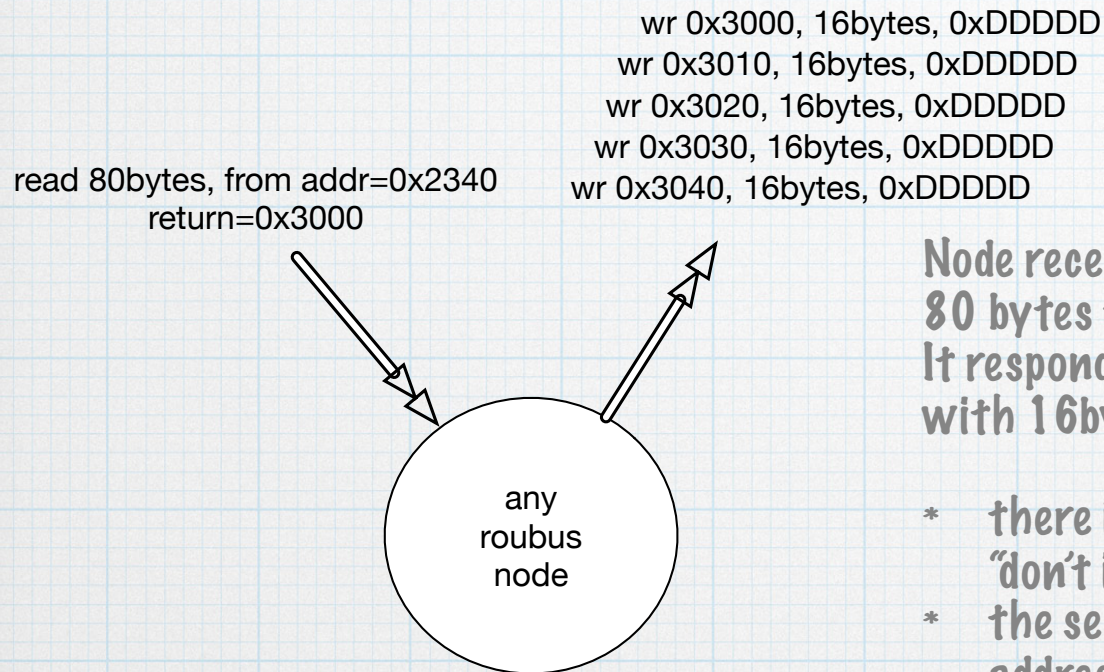 wr 0x3000, 16bytes, 0xDDDDD
wr 0x3010, 16bytes, 0xDDDDD
wr 0x3020, 16bytes, 0xDDDDD
wr 0x3030, 16bytes, 0xDDDDD
wr 0x3040, 16bytes, 0xDDDDD
read 80bytes, from addr=0x2340
return=0x3000
any
roubus
node
Node rece
80 bytes
It respon
with 16by
* there
"don't
* the se